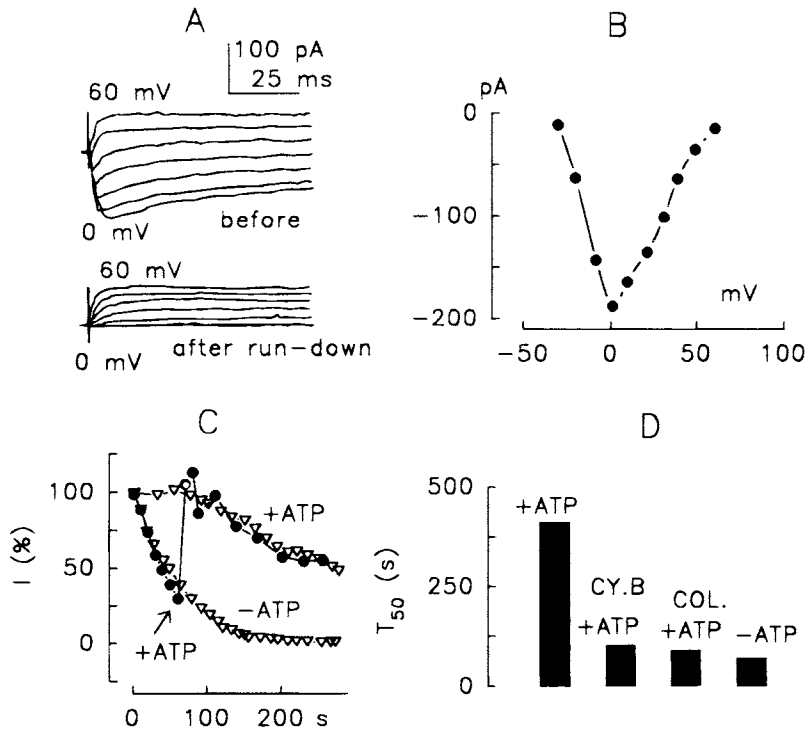 A
100 pA
25 ms
60 mV
0 mV
before
60 mV
0 mV
after run-down
B
pA
0
-100
-200
mV
-50
0
50
100
C
I (%)
100
50
0
+ATP
-ATP
+ATP
0
100
200
s
D
T50 (s)
500
250
0
+ATP
CY.B
+ATP
COL.
+ATP
-ATP